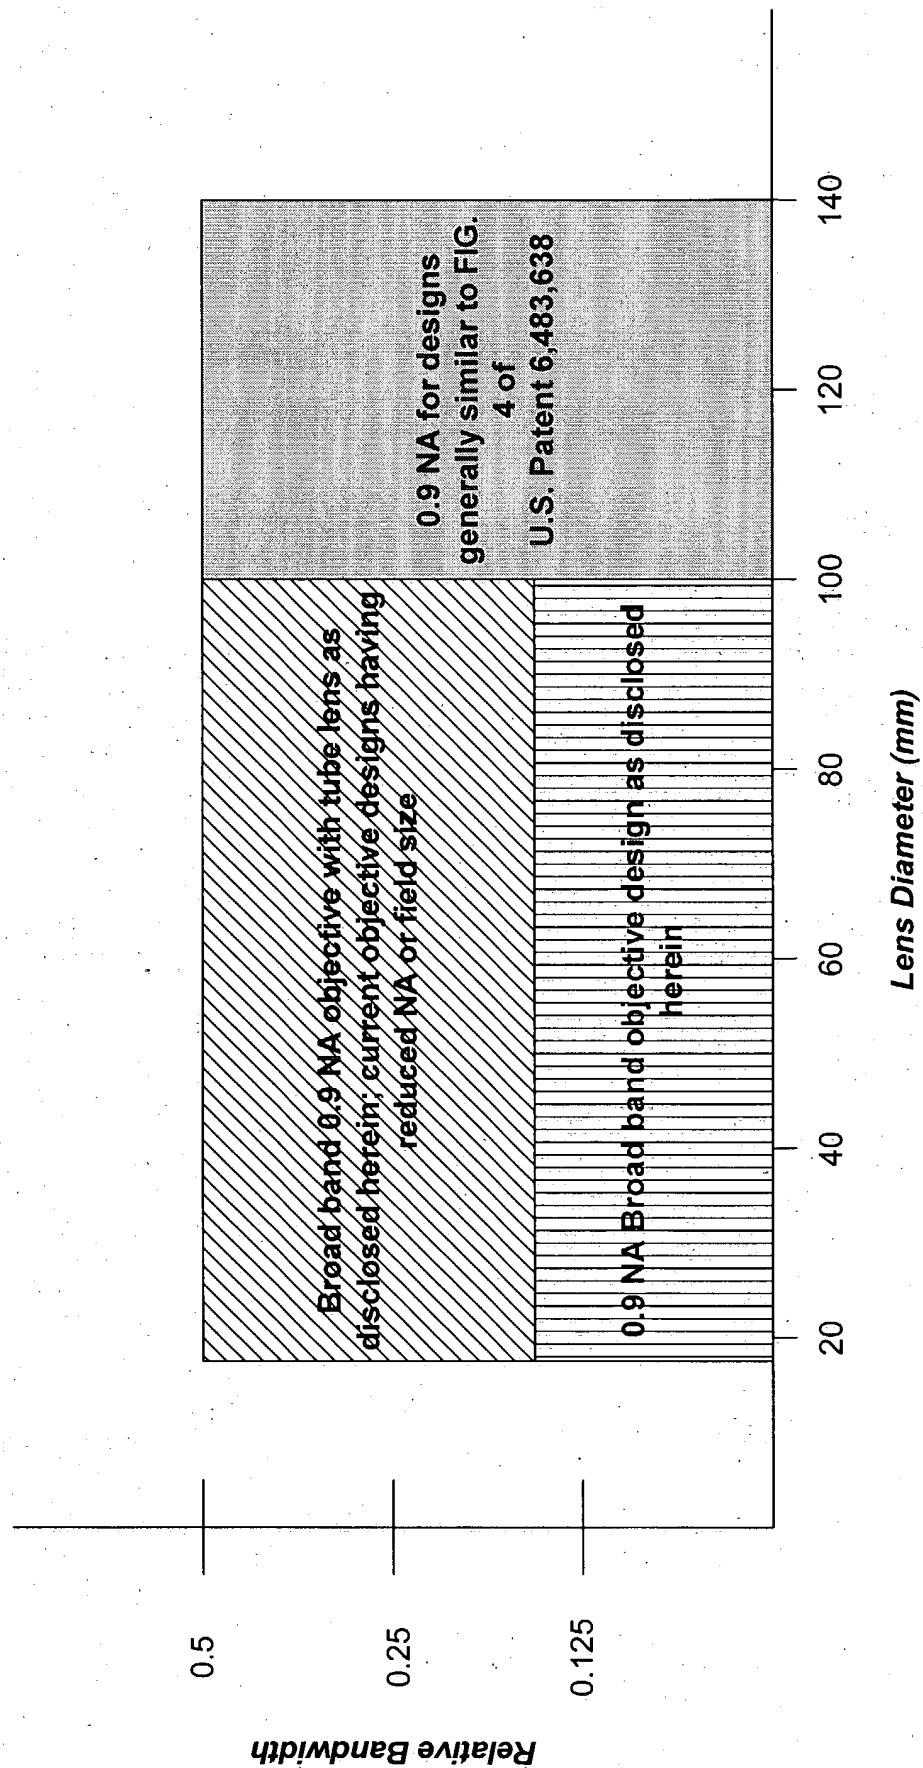 Relative Bandwidth
0.5
0.25
0.125
Broad band 0.9 NA objective with tube lens as
disclosed herein; current objective designs having
reduced NA or field size
0.9 NA Broad band objective design as disclosed
herein
0.9 NA for designs
generally similar to FIG.
4 of
U.S. Patent 6,483,638
20
40
60
80
100
120
140
Lens Diameter (mm)